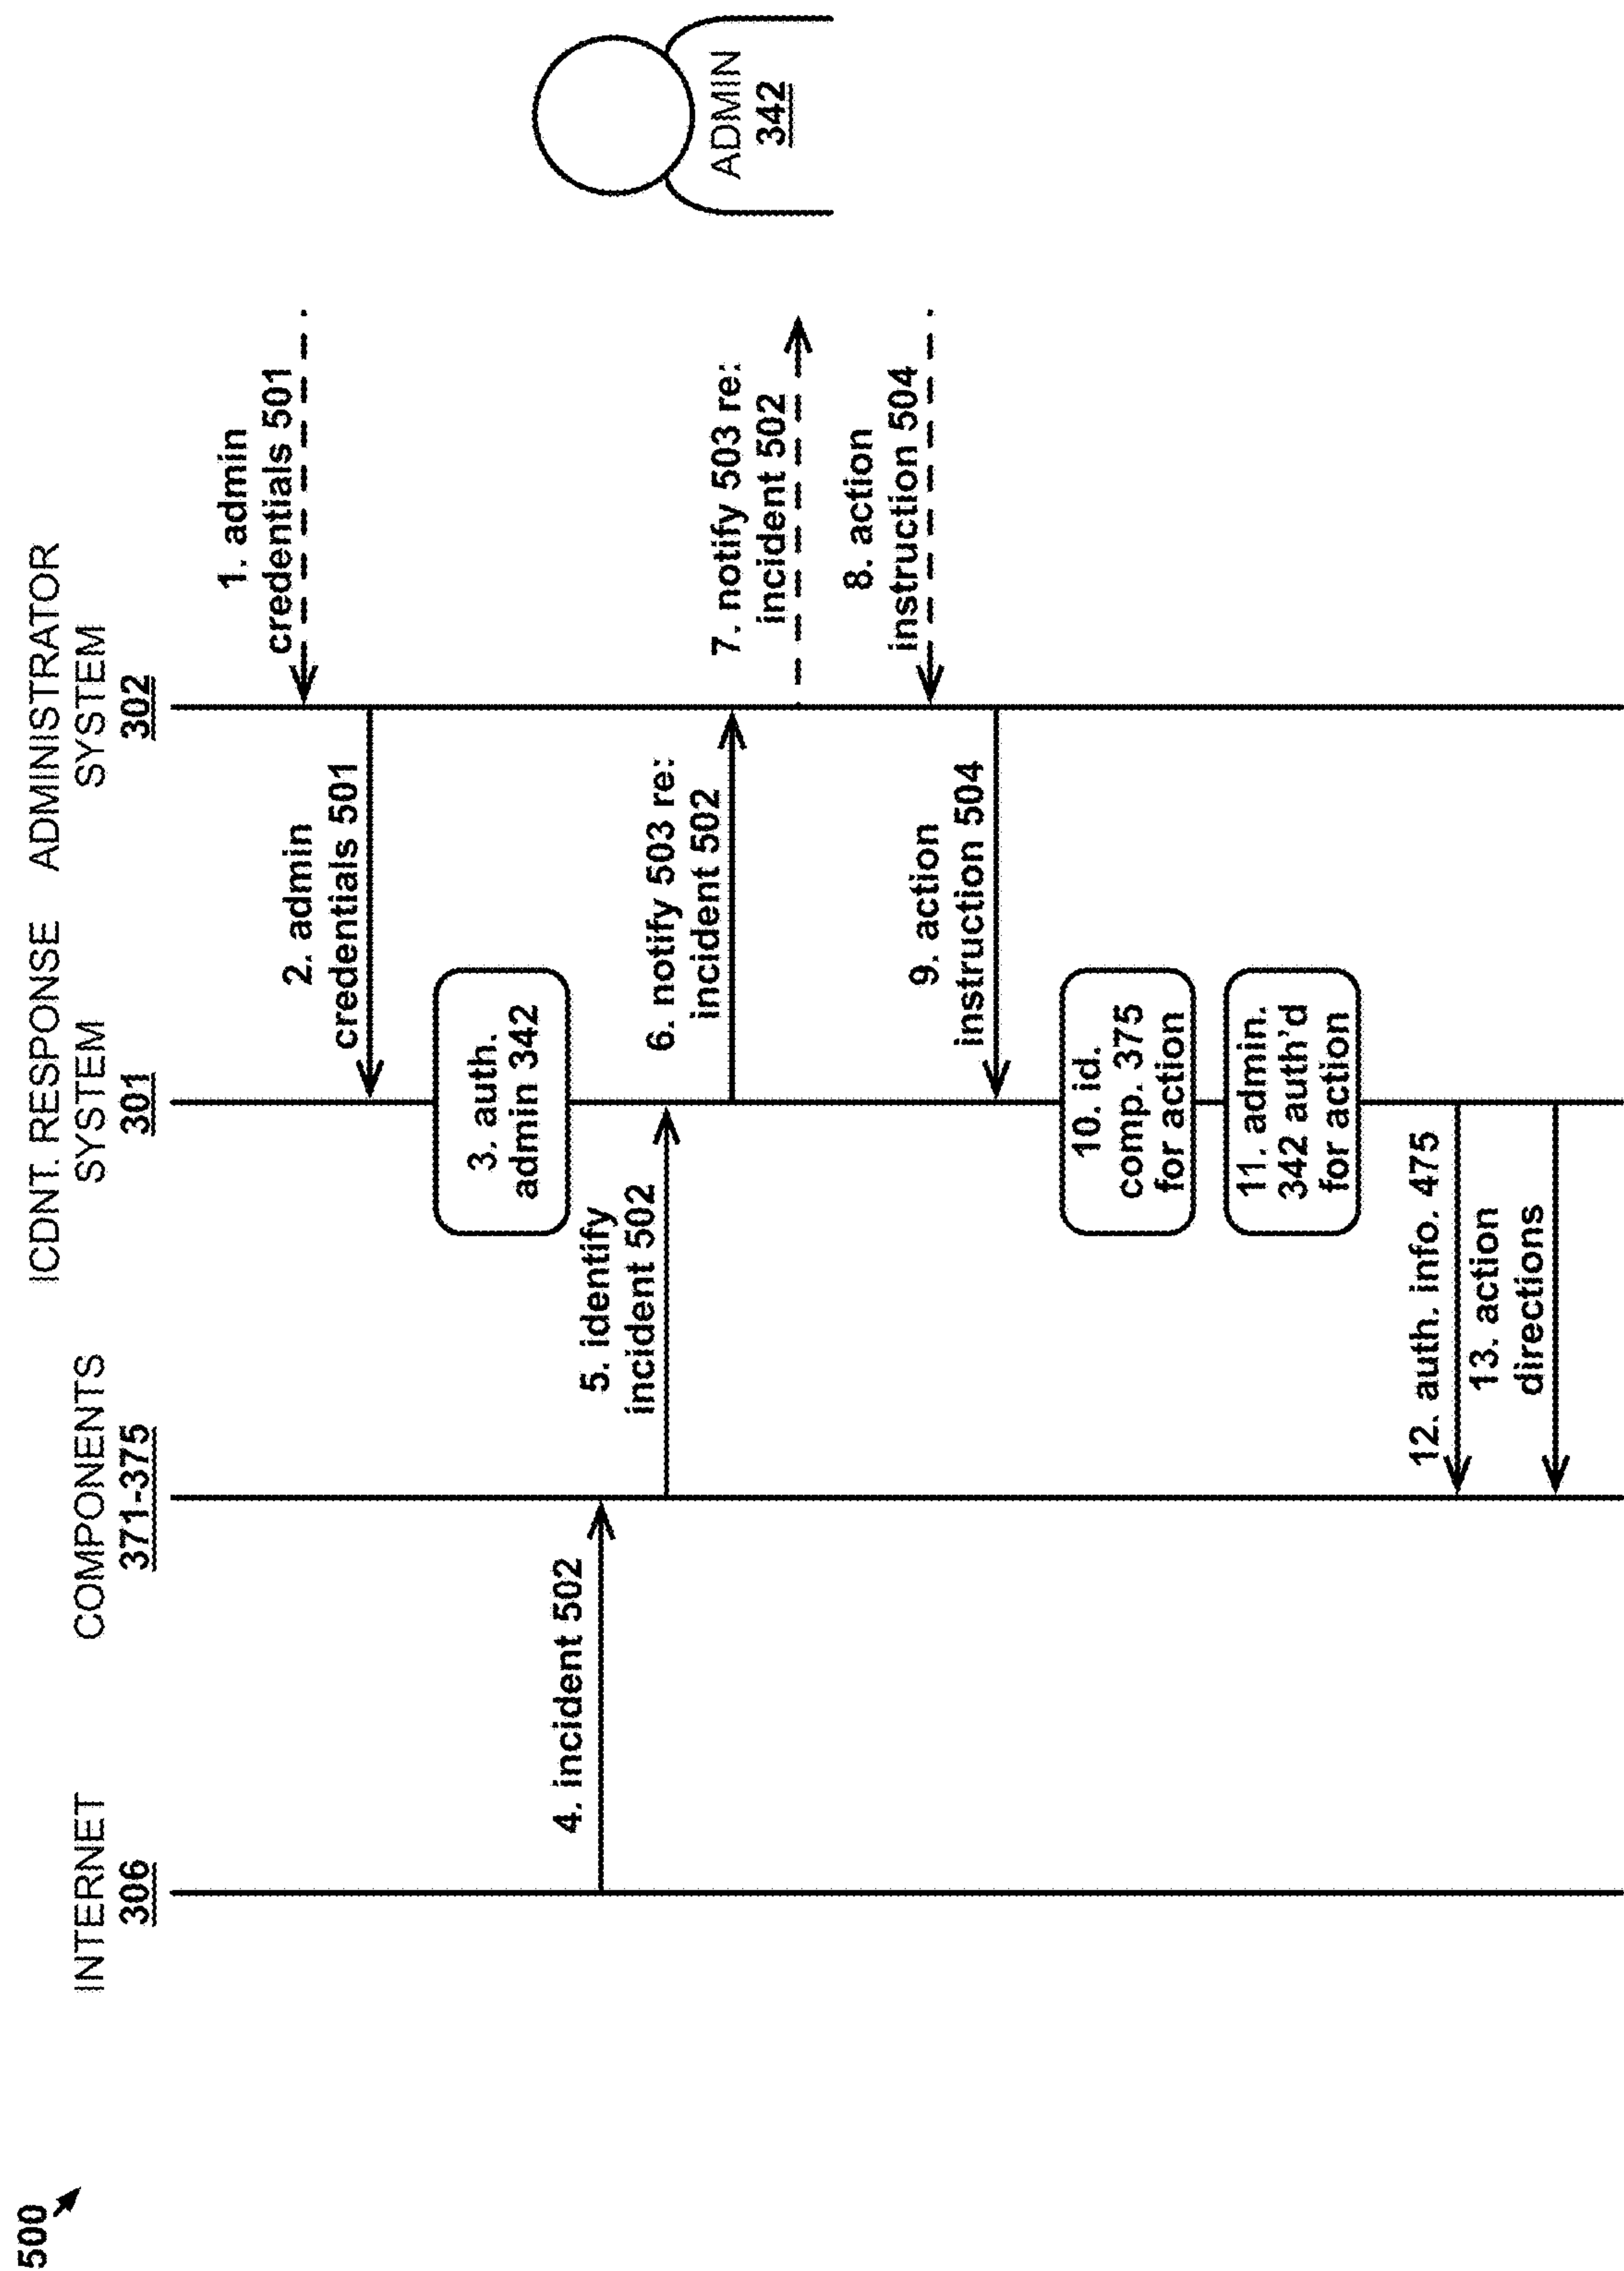 500
INTERNET
306
COMPONENTS
371-375
ICDNT. RESPONSE
SYSTEM
301
ADMINISTRATOR
SYSTEM
302
1. admin
credentials 501
2. admin
credentials 501
3. auth.
admin 342
4. incident 502
5. identify
incident 502
6. notify 503 re:
incident 502
7. notify 503 re:
incident 502
ADMIN
342
8. action
instruction 504
9. action
instruction 504
10. id.
comp. 375
for action
11. admin.
342 auth'd
for action
12. auth. info. 475
13. action
directions